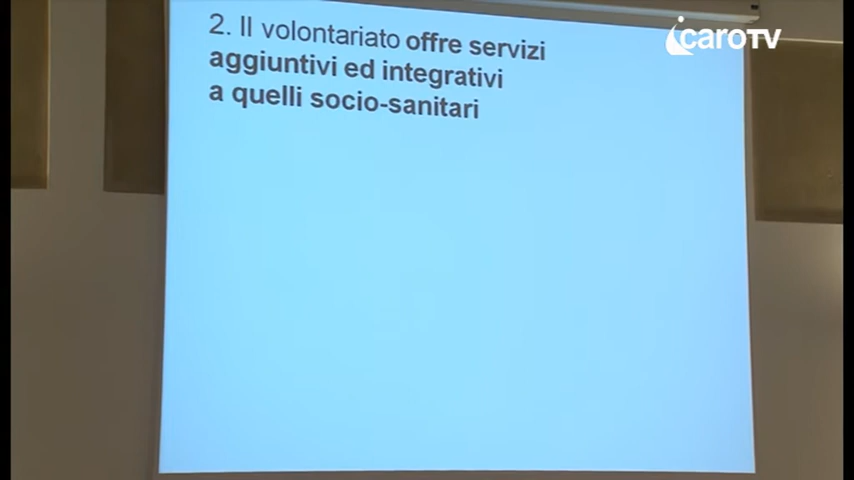 2. Il volontariato offre servizi
aggiuntivi ed integrativi
a quelli socio-sanitari
icaroTV